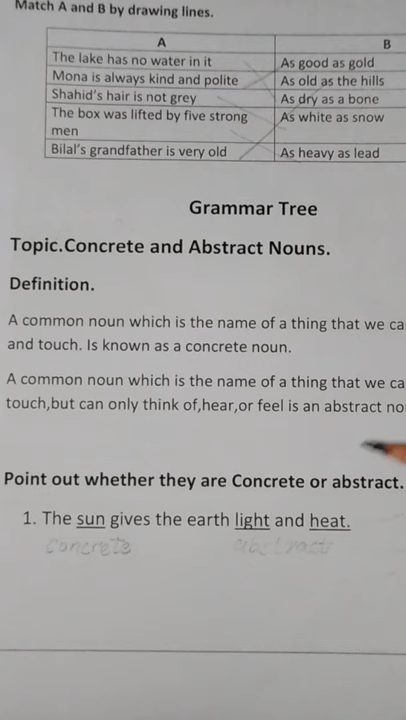 Match A and B by drawing lines.
A B
The lake has no water in it As good as gold
Mona is always kind and polite As old as the hills
Shahid's hair is not grey As dry as a bone
The box was lifted by five strong As white as snow
men
Bilal's grandfather is very old As heavy as lead
Grammar Tree
Topic.Concrete and Abstract Nouns.
Definition.
A common noun which is the name of a thing that we ca
and touch. Is known as a concrete noun.
A common noun which is the name of a thing that we ca
touch,but can only think of,hear,or feel is an abstract no
Point out whether they are Concrete or abstract.
1. The sun gives the earth light and heat.
Concrete abstract